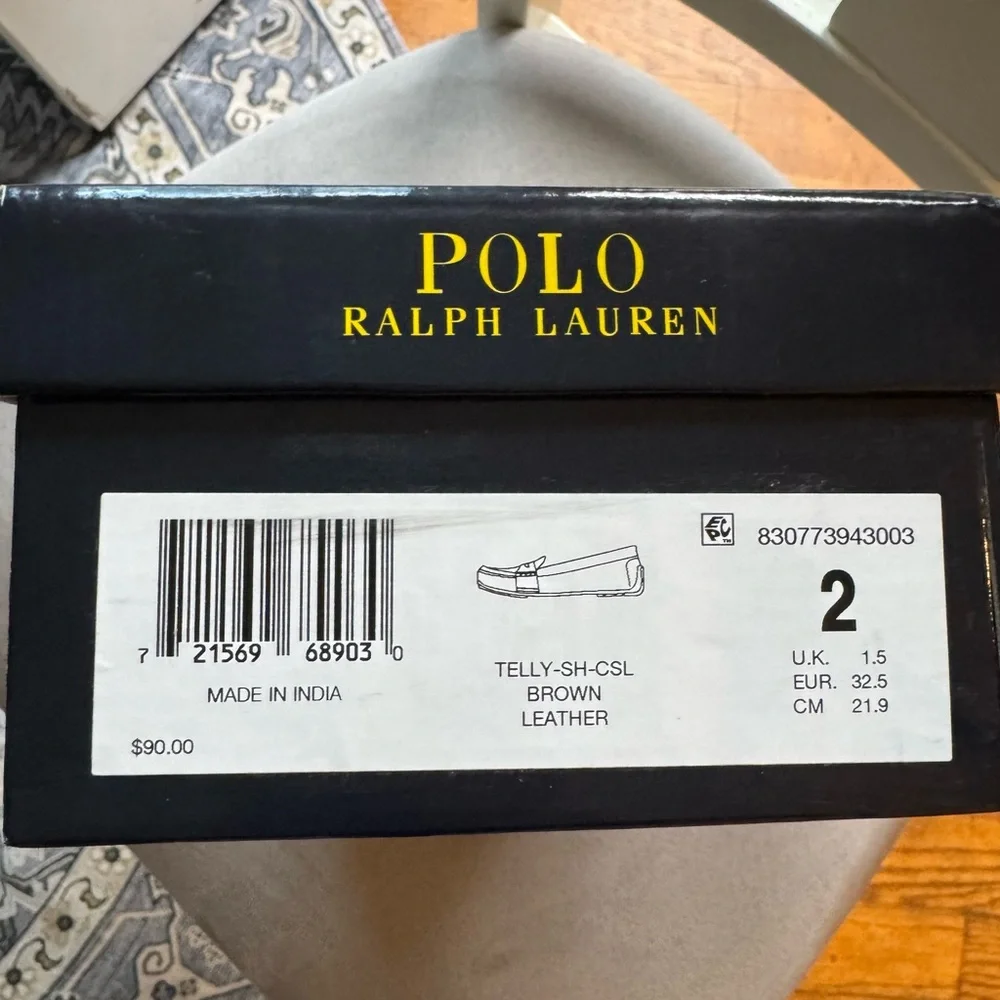 POLO
RALPH LAUREN
7 21569 68903 0
MADE IN INDIA
$90.00
TELLY-SH-CSL
BROWN
LEATHER
EPC™ 830773943003
2
U.K. 1.5
EUR. 32.5
CM 21.9